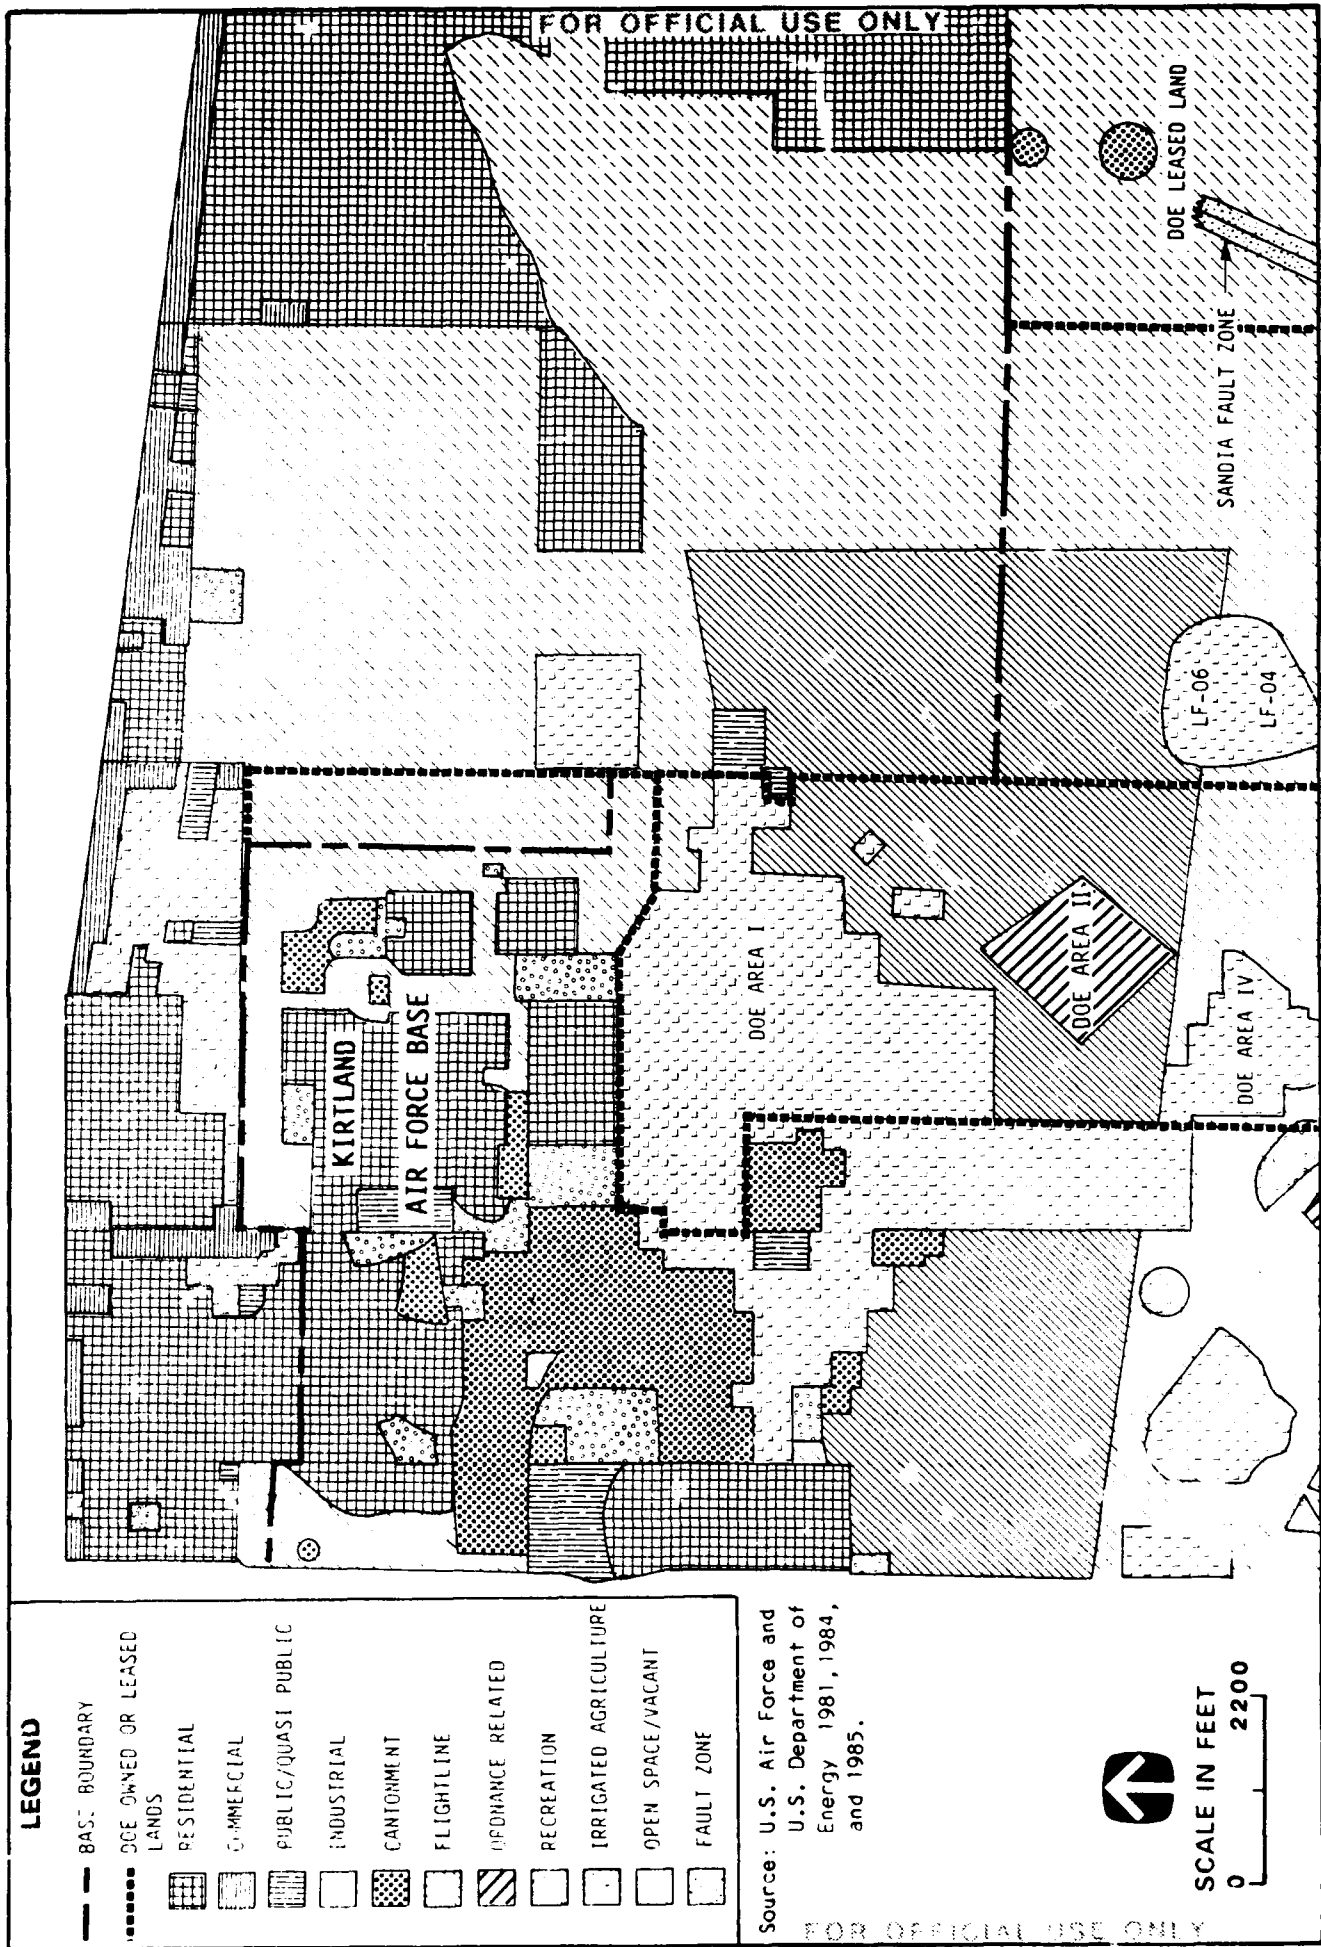 FOR OFFICIAL USE ONLY
DOE LEASED LAND
SANDIA FAULT ZONE
LF-06
LF-04
KIRTLAND
AIR FORCE BASE
DOE AREA I
DOE AREA II
DOE AREA IV
LEGEND
BASE BOUNDARY
DOE OWNED OR LEASED
LANDS
RESIDENTIAL
COMMERCIAL
PUBLIC/QUASI PUBLIC
INDUSTRIAL
CANTONMENT
FLIGHTLINE
ORDNANCE RELATED
RECREATION
IRRIGATED AGRICULTURE
OPEN SPACE/VACANT
FAULT ZONE
Source: U.S. Air Force and
U.S. Department of
Energy 1981, 1984,
and 1985.
SCALE IN FEET
0 2200
FOR OFFICIAL USE ONLY